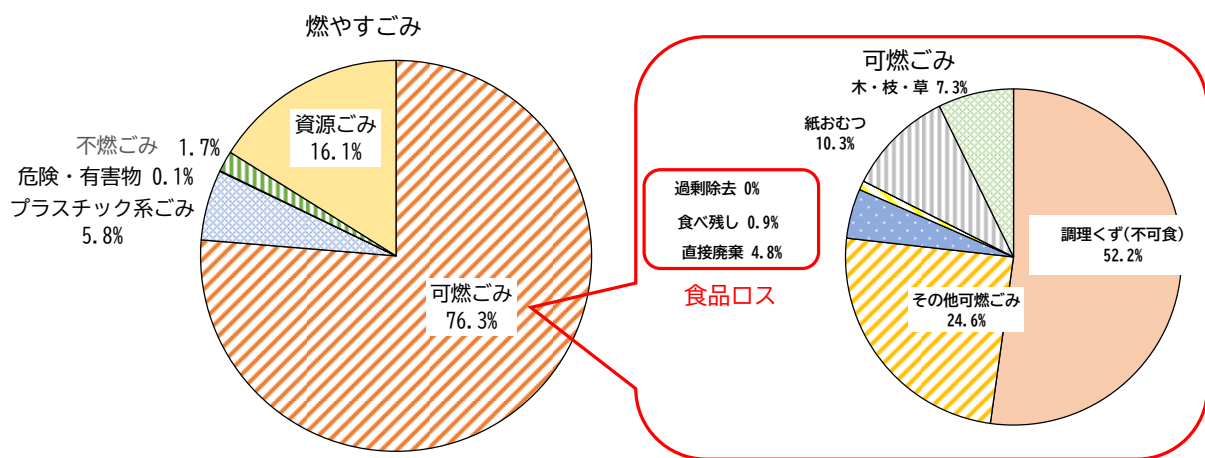 燃やすごみ
資源ごみ
16.1%
不燃ごみ 1.7%
危険・有害物 0.1%
プラスチック系ごみ
5.8%
可燃ごみ
76.3%
可燃ごみ
木・枝・草 7.3%
紙おむつ
10.3%
過剰除去 0%
食べ残し 0.9%
直接廃棄 4.8%
食品ロス
調理くず(不可食)
52.2%
その他可燃ごみ
24.6%